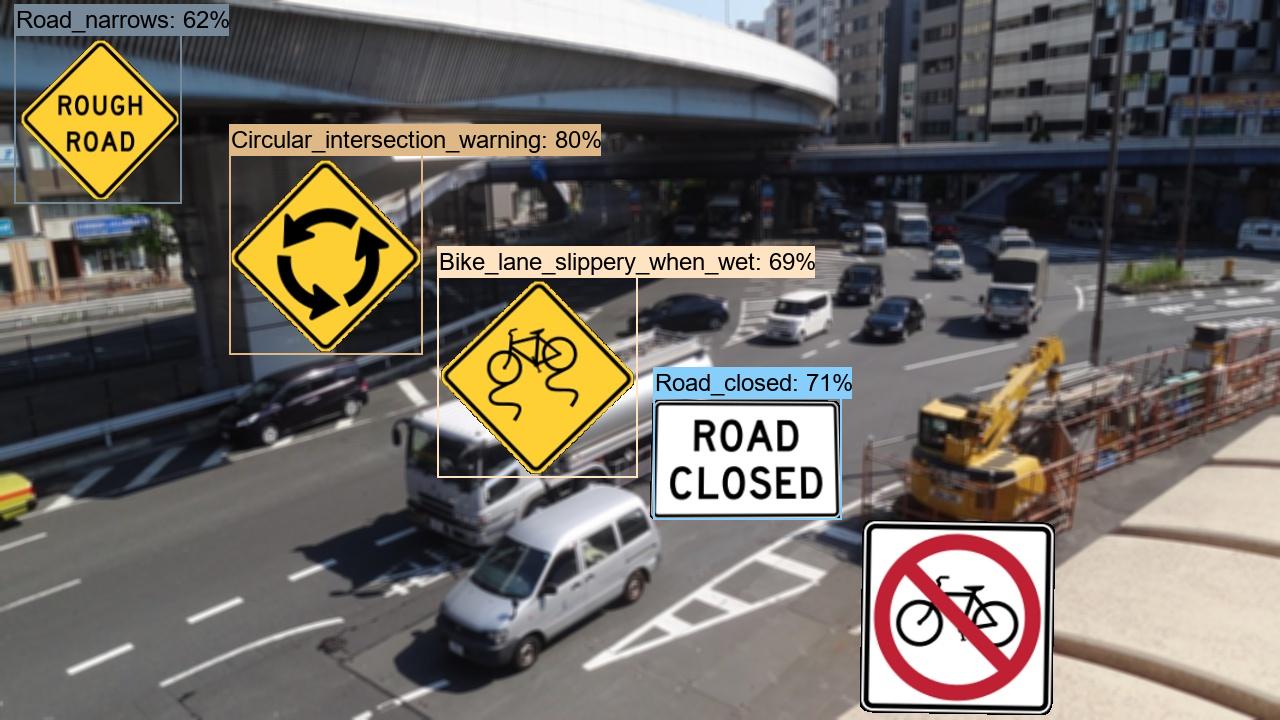 Road_narrows: 62%
ROUGH
ROAD
Circular_intersection_warning: 80%
Bike_lane_slippery_when_wet: 69%
Road_closed: 71%
ROAD
CLOSED